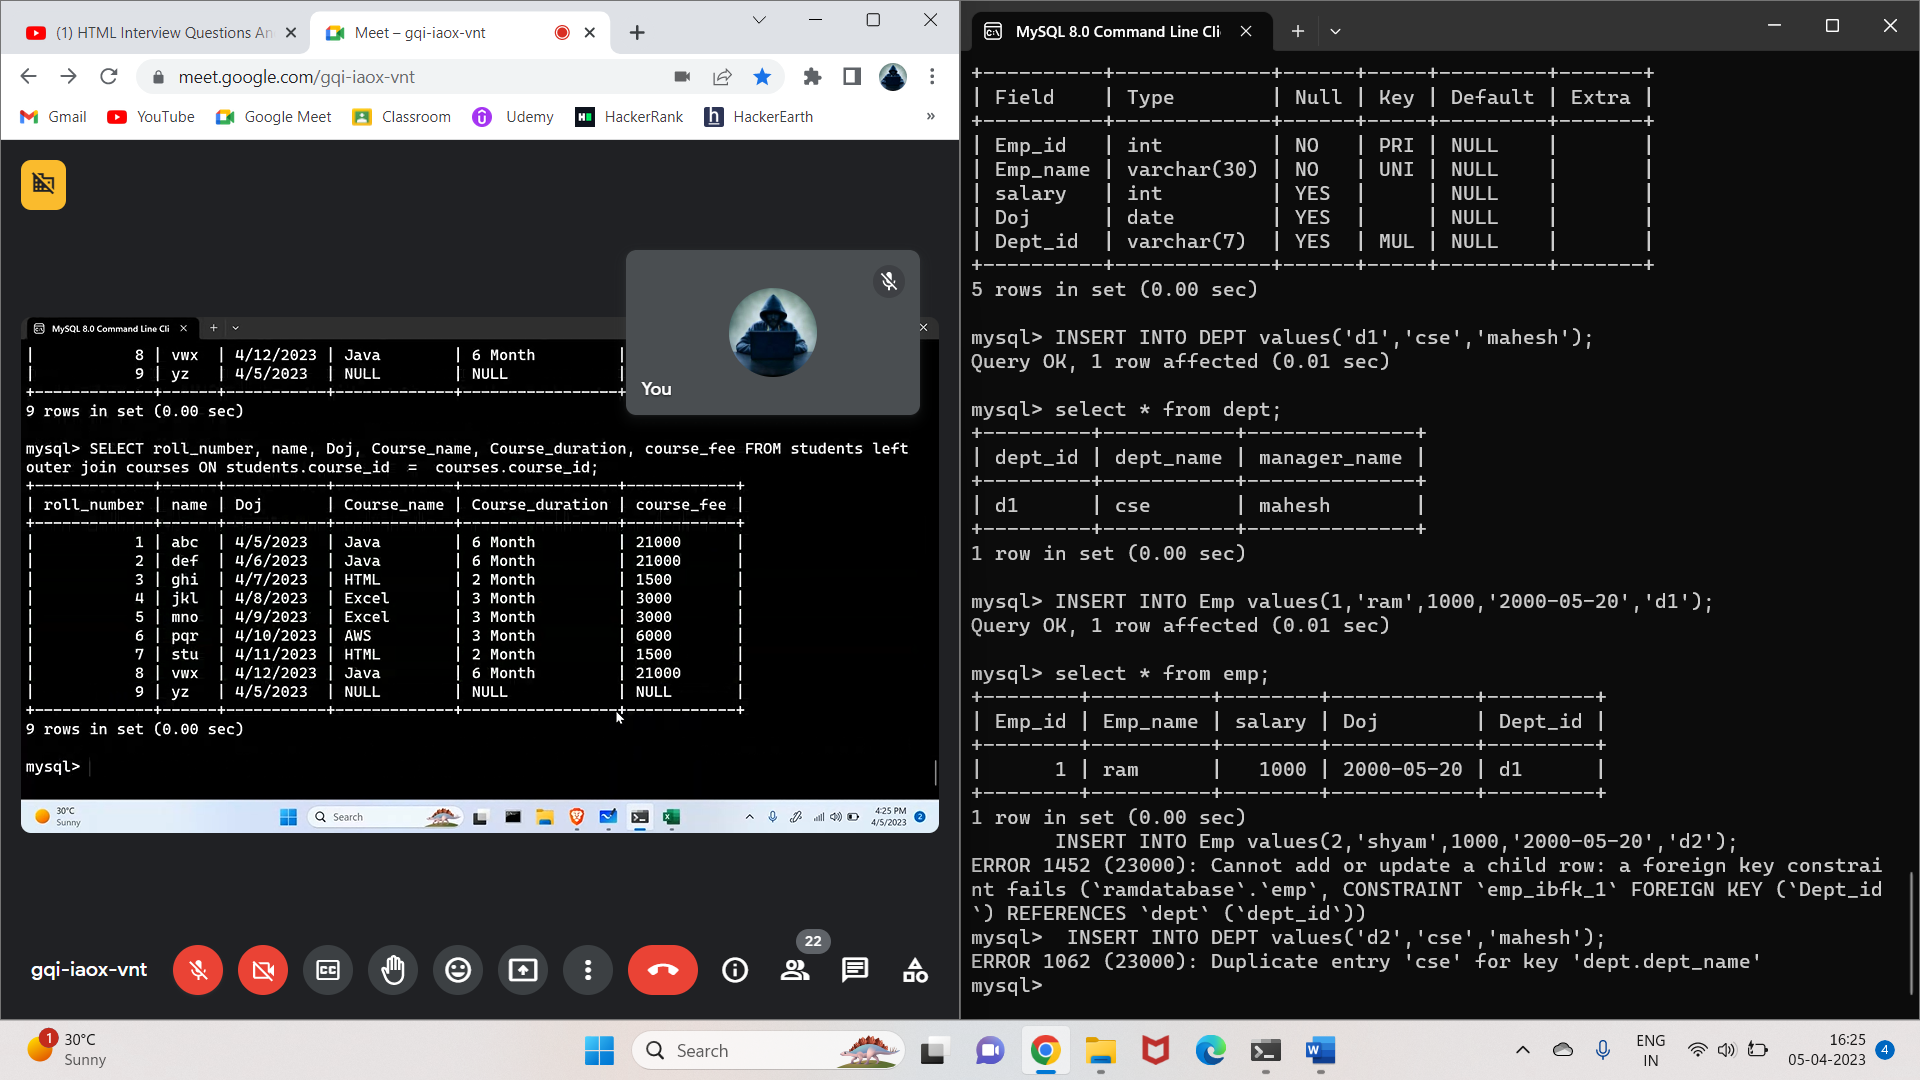 (1) HTML Interview Questions An
Meet – gqi-iaox-vnt
meet.google.com/gqi-iaox-vnt
Gmail YouTube Google Meet Classroom Udemy HackerRank HackerEarth »
You
MySQL 8.0 Command Line Cli
| 8 | vwx | 4/12/2023 | Java | 6 Month |
| 9 | yz | 4/5/2023 | NULL | NULL |
+-------------+------+-----------+-------------+-----------------+
9 rows in set (0.00 sec)
mysql> SELECT roll_number, name, Doj, Course_name, Course_duration, course_fee FROM students left
outer join courses ON students.course_id = courses.course_id;
+-------------+------+-----------+-------------+-----------------+------------+
| roll_number | name | Doj | Course_name | Course_duration | course_fee |
+-------------+------+-----------+-------------+-----------------+------------+
| 1 | abc | 4/5/2023 | Java | 6 Month | 21000 |
| 2 | def | 4/6/2023 | Java | 6 Month | 21000 |
| 3 | ghi | 4/7/2023 | HTML | 2 Month | 1500 |
| 4 | jkl | 4/8/2023 | Excel | 3 Month | 3000 |
| 5 | mno | 4/9/2023 | Excel | 3 Month | 3000 |
| 6 | pqr | 4/10/2023 | AWS | 3 Month | 6000 |
| 7 | stu | 4/11/2023 | HTML | 2 Month | 1500 |
| 8 | vwx | 4/12/2023 | Java | 6 Month | 21000 |
| 9 | yz | 4/5/2023 | NULL | NULL | NULL |
+-------------+------+-----------+-------------+-----------------+------------+
9 rows in set (0.00 sec)
mysql>
30°C
Sunny
Search
4:25 PM
4/5/2023
2
gqi-iaox-vnt
22
MySQL 8.0 Command Line Cli
+-----------+-------------+------+-----+---------+-------+
| Field | Type | Null | Key | Default | Extra |
+-----------+-------------+------+-----+---------+-------+
| Emp_id | int | NO | PRI | NULL | |
| Emp_name | varchar(30) | NO | UNI | NULL | |
| salary | int | YES | | NULL | |
| Doj | date | YES | | NULL | |
| Dept_id | varchar(7) | YES | MUL | NULL | |
+-----------+-------------+------+-----+---------+-------+
5 rows in set (0.00 sec)
mysql> INSERT INTO DEPT values('d1','cse','mahesh');
Query OK, 1 row affected (0.01 sec)
mysql> select * from dept;
+---------+-----------+--------------+
| dept_id | dept_name | manager_name |
+---------+-----------+--------------+
| d1 | cse | mahesh |
+---------+-----------+--------------+
1 row in set (0.00 sec)
mysql> INSERT INTO Emp values(1,'ram',1000,'2000-05-20','d1');
Query OK, 1 row affected (0.01 sec)
mysql> select * from emp;
+--------+----------+--------+------------+---------+
| Emp_id | Emp_name | salary | Doj | Dept_id |
+--------+----------+--------+------------+---------+
| 1 | ram | 1000 | 2000-05-20 | d1 |
+--------+----------+--------+------------+---------+
1 row in set (0.00 sec)
INSERT INTO Emp values(2,'shyam',1000,'2000-05-20','d2');
ERROR 1452 (23000): Cannot add or update a child row: a foreign key constrai
nt fails (`ramdatabase`.`emp`, CONSTRAINT `emp_ibfk_1` FOREIGN KEY (`Dept_id
`) REFERENCES `dept` (`dept_id`))
mysql> INSERT INTO DEPT values('d2','cse','mahesh');
ERROR 1062 (23000): Duplicate entry 'cse' for key 'dept.dept_name'
mysql>
1
30°C
Sunny
Search
ENG
IN
16:25
05-04-2023
4